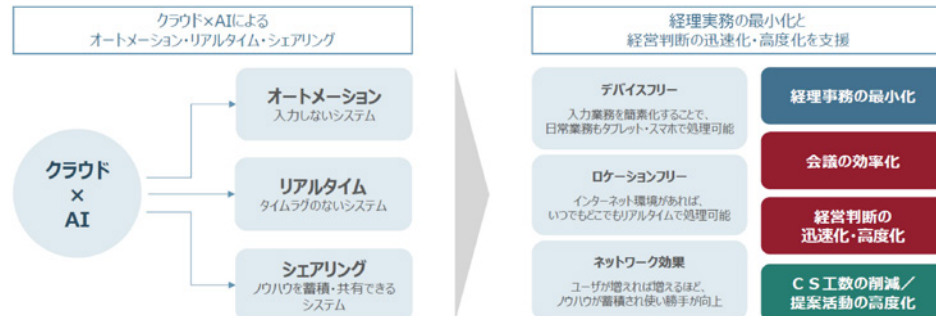 クラウド×AIによる
オートメーション・リアルタイム・シェアリング
クラウド
×
AI
オートメーション
入力しないシステム
リアルタイム
タイムラグのないシステム
シェアリング
ノウハウを蓄積・共有できる
システム
経理実務の最小化と
経営判断の迅速化・高度化を支援
デバイスフリー
入力業務を簡素化することで、
日常業務もタブレット・スマホで処理可能
ロケーションフリー
インターネット環境があれば、
いつでもどこでもリアルタイムで処理可能
ネットワーク効果
ユーザが増えれば増えるほど、
ノウハウが蓄積され使い勝手が向上
経理事務の最小化
会議の効率化
経営判断の
迅速化・高度化
CS工数の削減／
提案活動の高度化